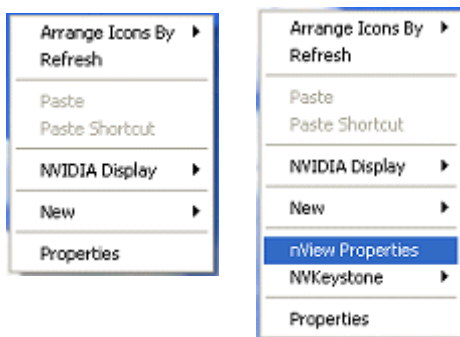 Arrange Icons By
Refresh
Paste
Paste Shortcut
NVIDIA Display
New
Properties
Arrange Icons By
Refresh
Paste
Paste Shortcut
NVIDIA Display
New
nView Properties
NVKeystone
Properties